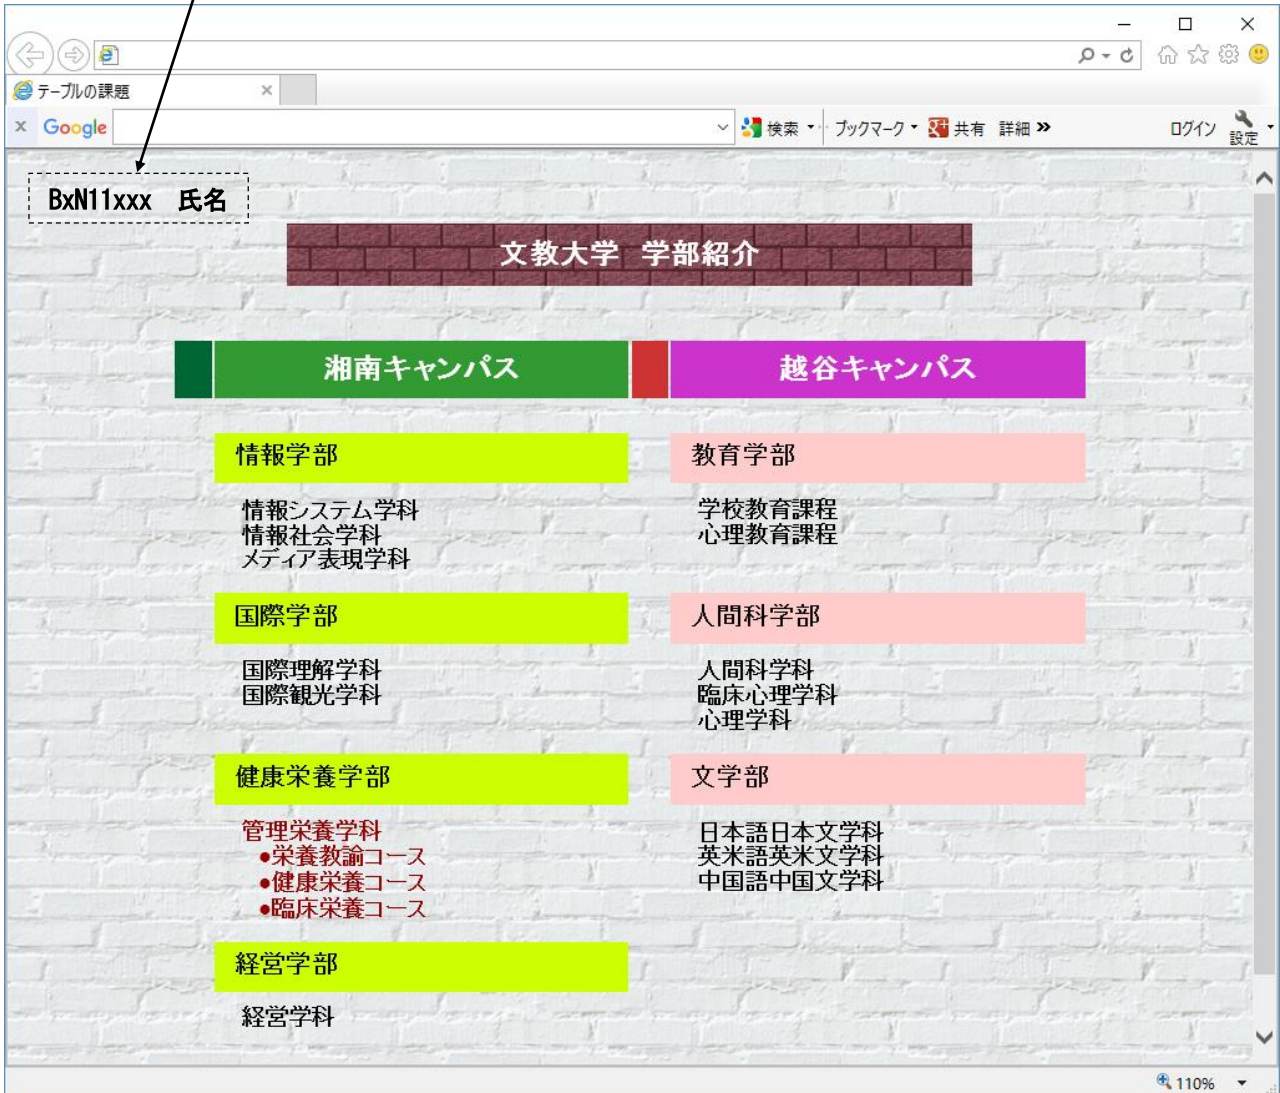 テーブルの課題
Google
検索
ブックマーク
共有
詳細
ログイン
設定
BxN11xxx 氏名
文教大学 学部紹介
湘南キャンパス
越谷キャンパス
情報学部
教育学部
情報システム学科
情報社会学科
メディア表現学科
学校教育課程
心理教育課程
国際学部
人間科学部
国際理解学科
国際観光学科
人間科学科
臨床心理学科
心理学科
健康栄養学部
文学部
管理栄養学科
●栄養教諭コース
●健康栄養コース
●臨床栄養コース
日本語日本文学科
英米語英米文学科
中国語中国文学科
経営学部
経営学科
110%